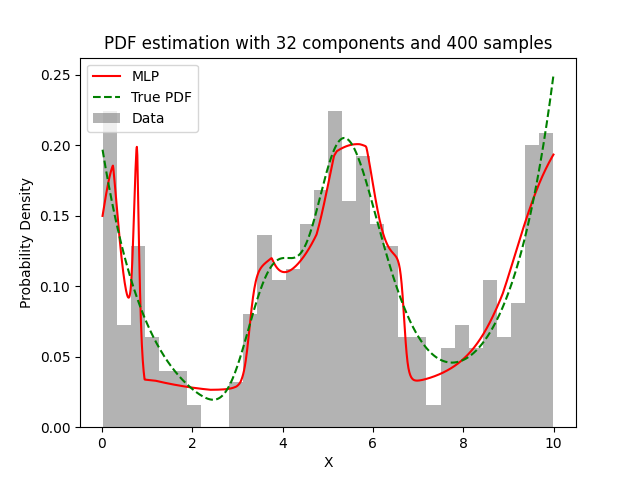 PDF estimation with 32 components and 400 samples
MLP
True PDF
Data
Probability Density
0.25
0.20
0.15
0.10
0.05
0.00
0
2
4
6
8
10
X